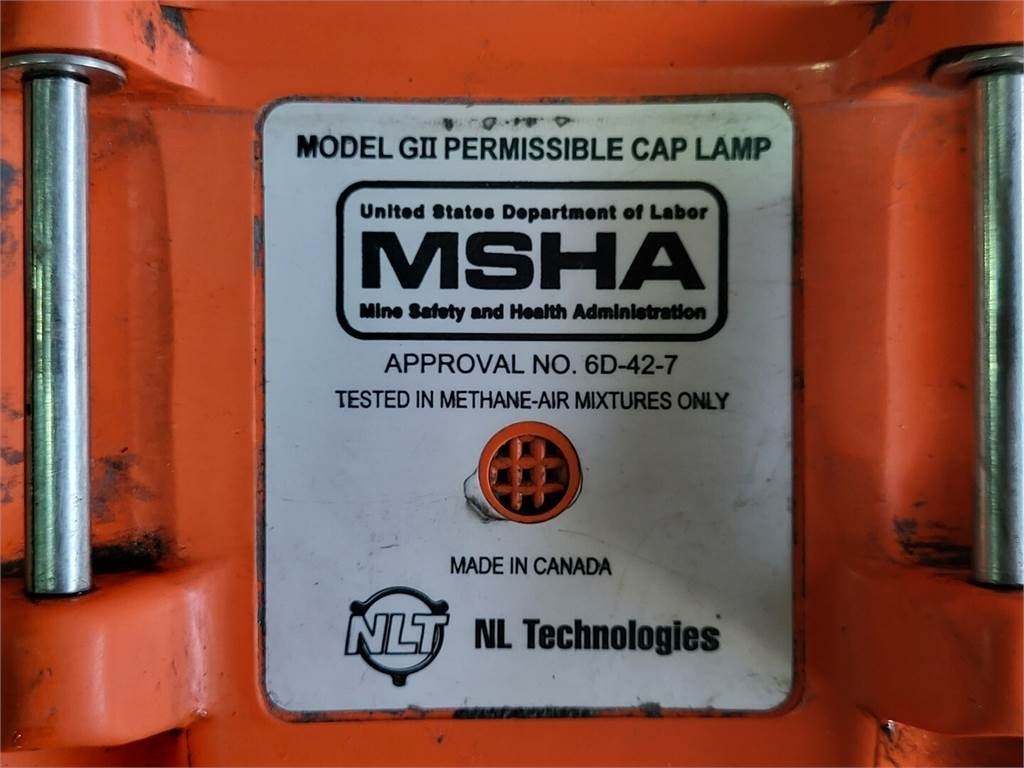 MODEL GII PERMISSIBLE CAP LAMP
United States Department of Labor
MSHA
Mine Safety and Health Administration
APPROVAL NO. 6D-42-7
TESTED IN METHANE-AIR MIXTURES ONLY
MADE IN CANADA
NLT NL Technologies